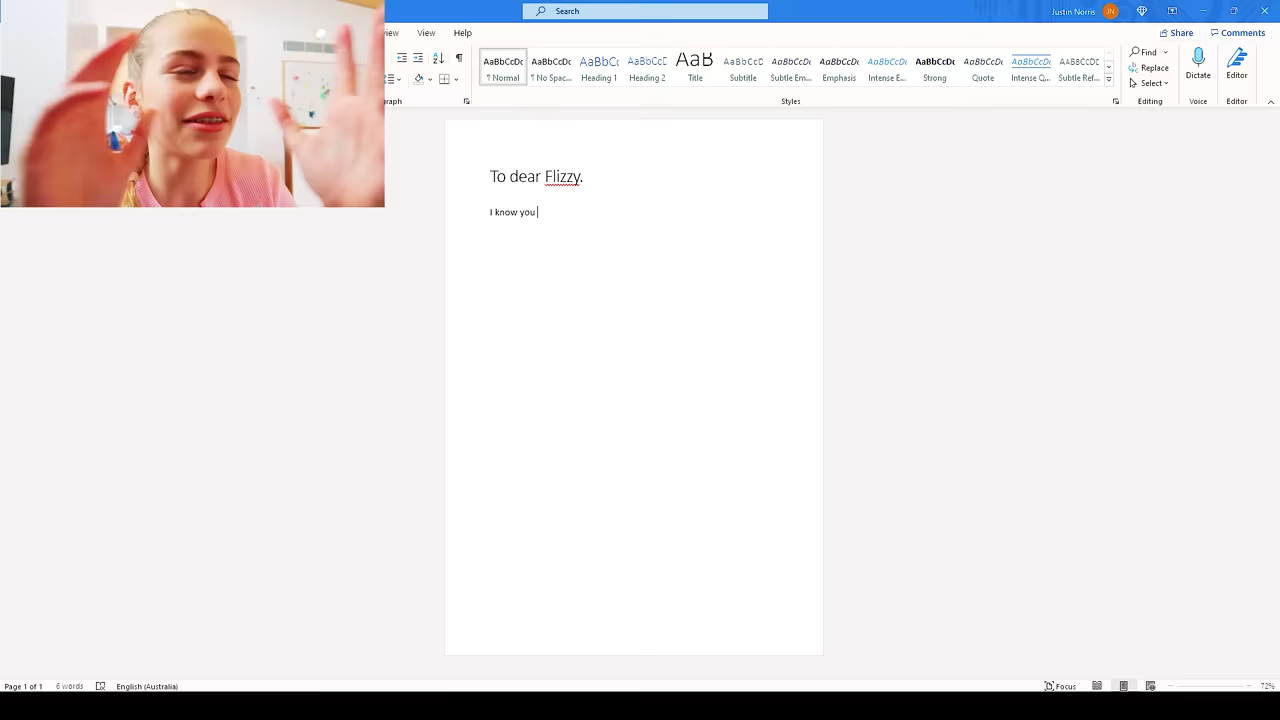 Search
Justin Norris
JN
View
Help
Share
Comments
AaBbCcDc AaBbCcDc AaBbCc AaBbCcD AaB AaBbCcD AaBbCcDc AaBbCcDc AaBbCcDc AaBbCcDc AaBbCcDc AaBbCcDc AaBbCcDc
¶ Normal ¶ No Spac... Heading 1 Heading 2 Title Subtitle Subtle Em... Emphasis Intense E... Strong Quote Intense Q... Subtle Ref...
Find
Replace
Select
Dictate
Editor
Styles
Editing
Voice
Editor
To dear Flizzy.
I know you
Page 1 of 1
6 words
English (Australia)
Focus
72%